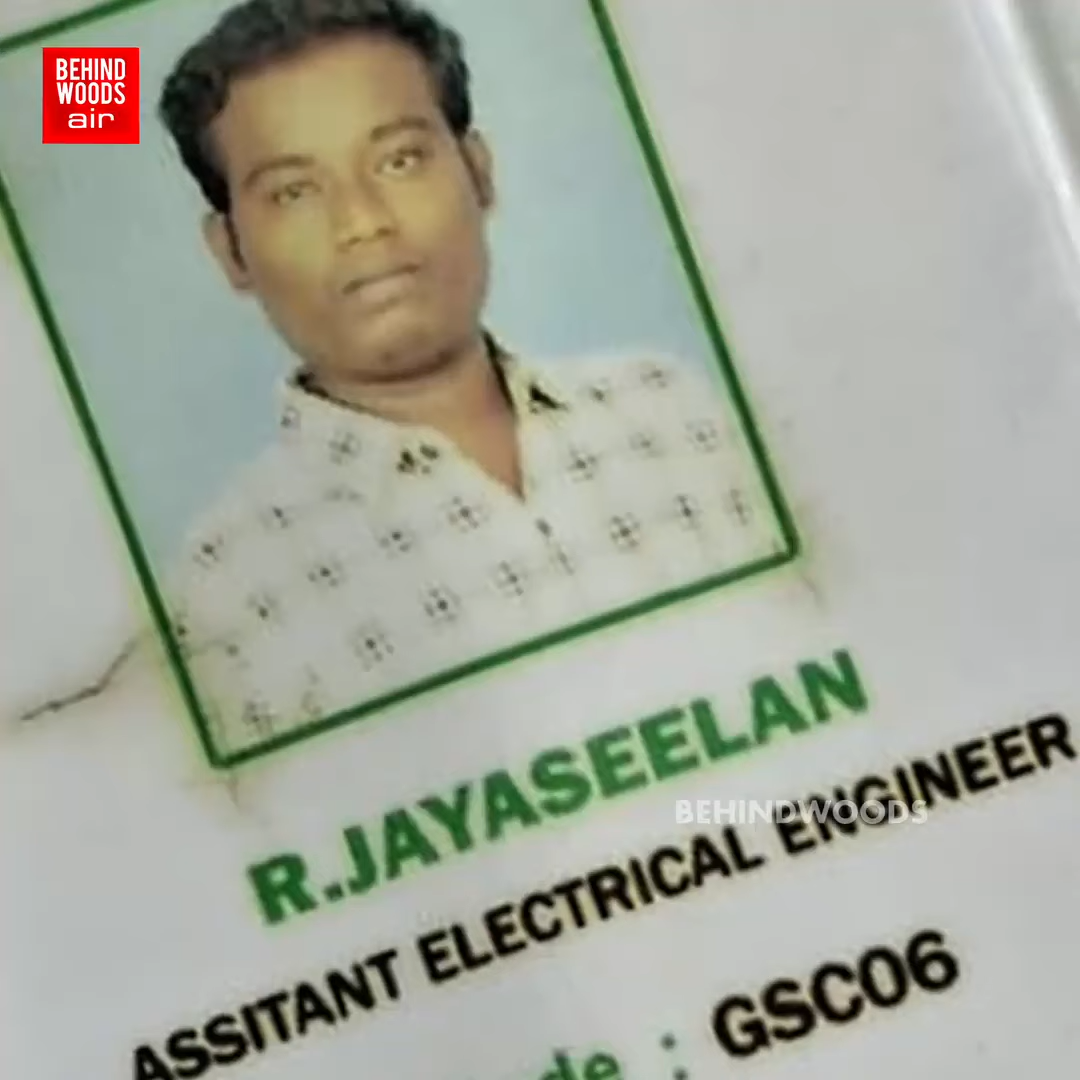 BEHIND
WOODS
air
R.JAYASEELAN
BEHINDWOODS
ASSITANT ELECTRICAL ENGINEER
: GSC06